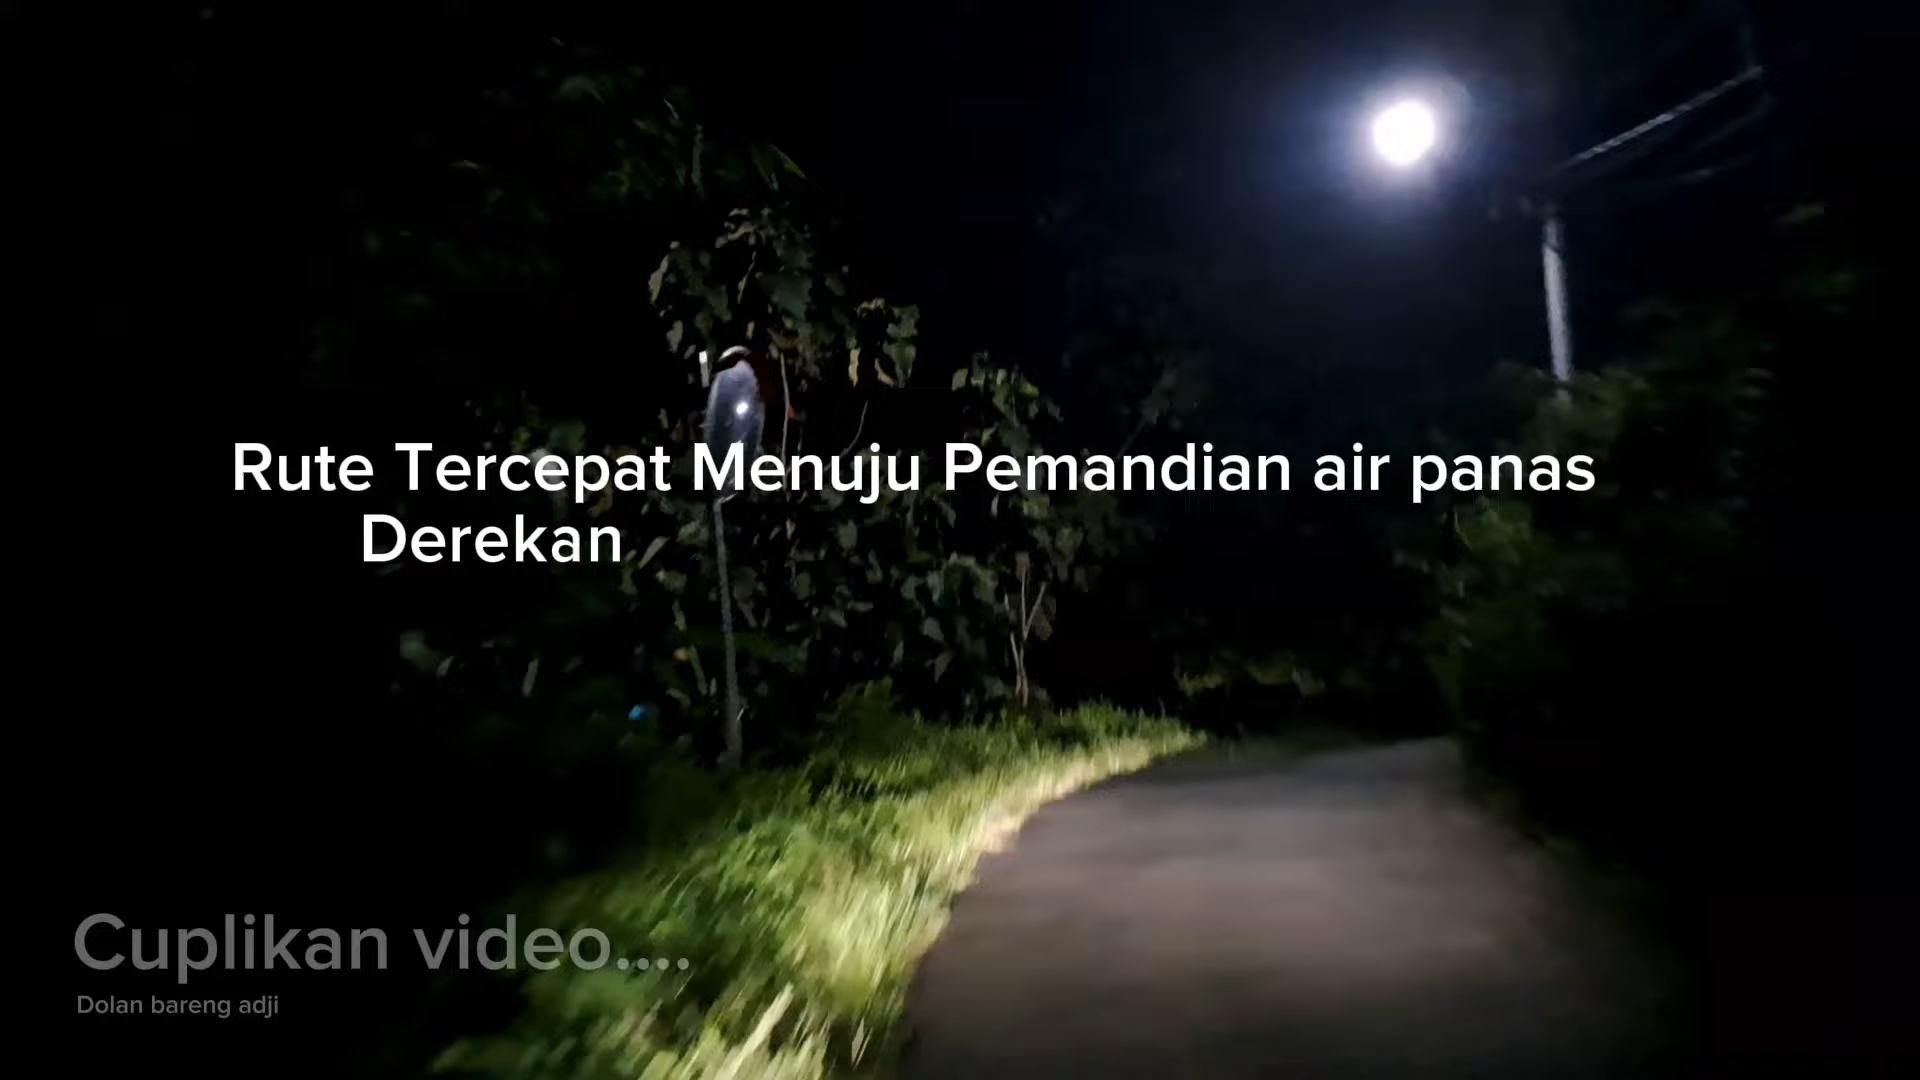 Rute Tercepat Menuju Pemandian air panas
Derekan
Cuplikan video....
Dolan bareng adji